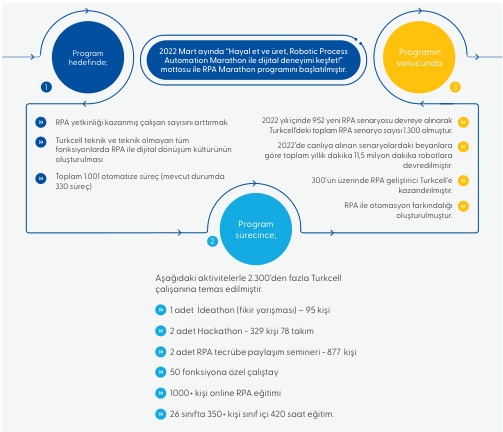 Program
hedefinde;
1
2022 Mart ayında "Hayal et ve üret, Robotic Process
Automation Marathon ile dijital deneyimi keşfet!"
mottosu ile RPA Marathon programını başlatılmıştır.
Programın
sonucunda;
3
RPA yetkinliği kazanmış çalışan sayısını arttırmak
Turkcell teknik ve teknik olmayan tüm
fonksiyonlarda RPA ile dijital dönüşüm kültürünün
oluşturulması
Toplam 1.001 otomatize süreç (mevcut durumda
330 süreç)
2022 yılı içinde 952 yeni RPA senaryosu devreye alınarak
Turkcell'deki toplam RPA senaryo sayısı 1.300 olmuştur.
2022'de canlıya alınan senaryolardaki beyanlara
göre toplam yıllık dakika 11,5 milyon dakika robotlara
devredilmiştir.
300'ün üzerinde RPA geliştirici Turkcell'e
kazandırılmıştır.
RPA ile otomasyon farkındalığı
oluşturulmuştur.
Program
sürecince;
2
Aşağıdaki aktivitelerle 2.300'den fazla Turkcell
çalışanına temas edilmiştir.
1 adet Ideathon (fikir yarışması) – 95 kişi
2 adet Hackathon - 329 kişi 78 takım
2 adet RPA tecrübe paylaşım semineri - 877 kişi
50 fonksiyona özel çalıştay
1000+ kişi online RPA eğitimi
26 sınıfta 350+ kişi sınıf içi 420 saat eğitim.